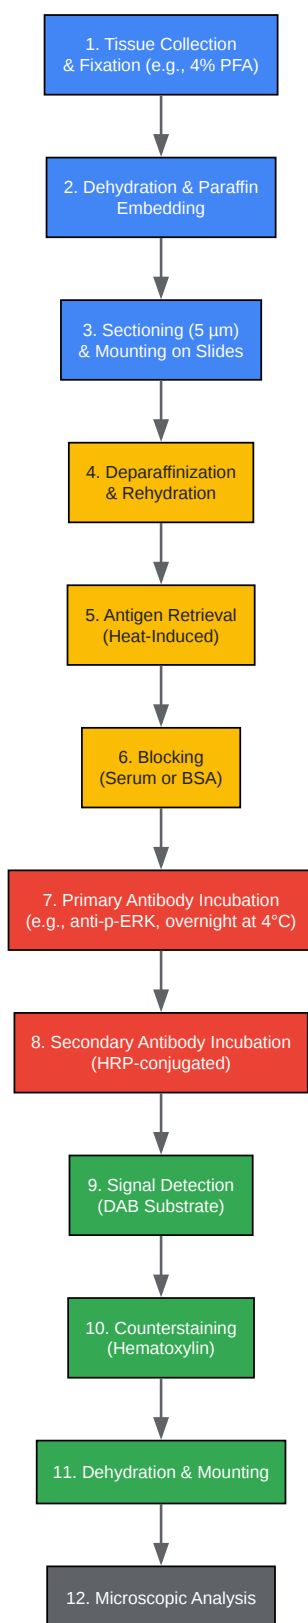 1. Tissue Collection
& Fixation (e.g., 4% PFA)
2. Dehydration & Paraffin
Embedding
3. Sectioning (5 µm)
& Mounting on Slides
4. Deparaffinization
& Rehydration
5. Antigen Retrieval
(Heat-Induced)
6. Blocking
(Serum or BSA)
7. Primary Antibody Incubation
(e.g., anti-p-ERK, overnight at 4°C)
8. Secondary Antibody Incubation
(HRP-conjugated)
9. Signal Detection
(DAB Substrate)
10. Counterstaining
(Hematoxylin)
11. Dehydration & Mounting
12. Microscopic Analysis